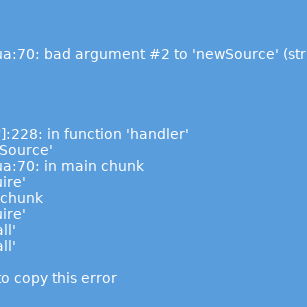 ua:70: bad argument #2 to 'newSource' (str
]:228: in function 'handler'
Source'
ua:70: in main chunk
uire'
chunk
uire'
all'
all'
to copy this error